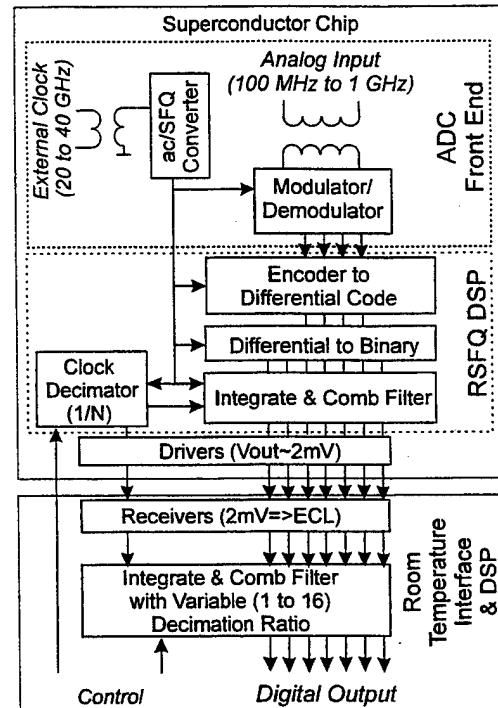 Superconductor Chip
External Clock
(20 to 40 GHz)
ac/SFQ
Converter
Analog Input
(100 MHz to 1 GHz)
ADC
Front End
Modulator/
Demodulator
Encoder to
Differential Code
Differential to Binary
RSFQ DSP
Clock
Decimator
(1/N)
Integrate & Comb Filter
Drivers (Vout~2mV)
Receivers (2mV=>ECL)
Integrate & Comb Filter
with Variable (1 to 16)
Decimation Ratio
Room
Temperature
Interface
& DSP
Control
Digital Output